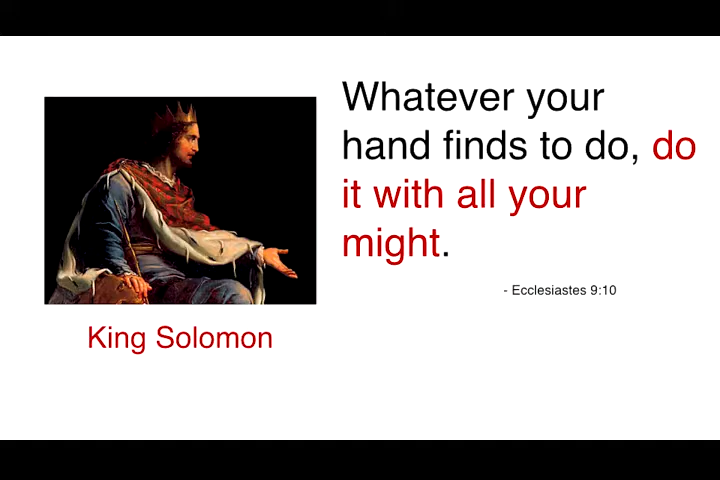 Whatever your
hand finds to do, do
it with all your
might.
- Ecclesiastes 9:10
King Solomon